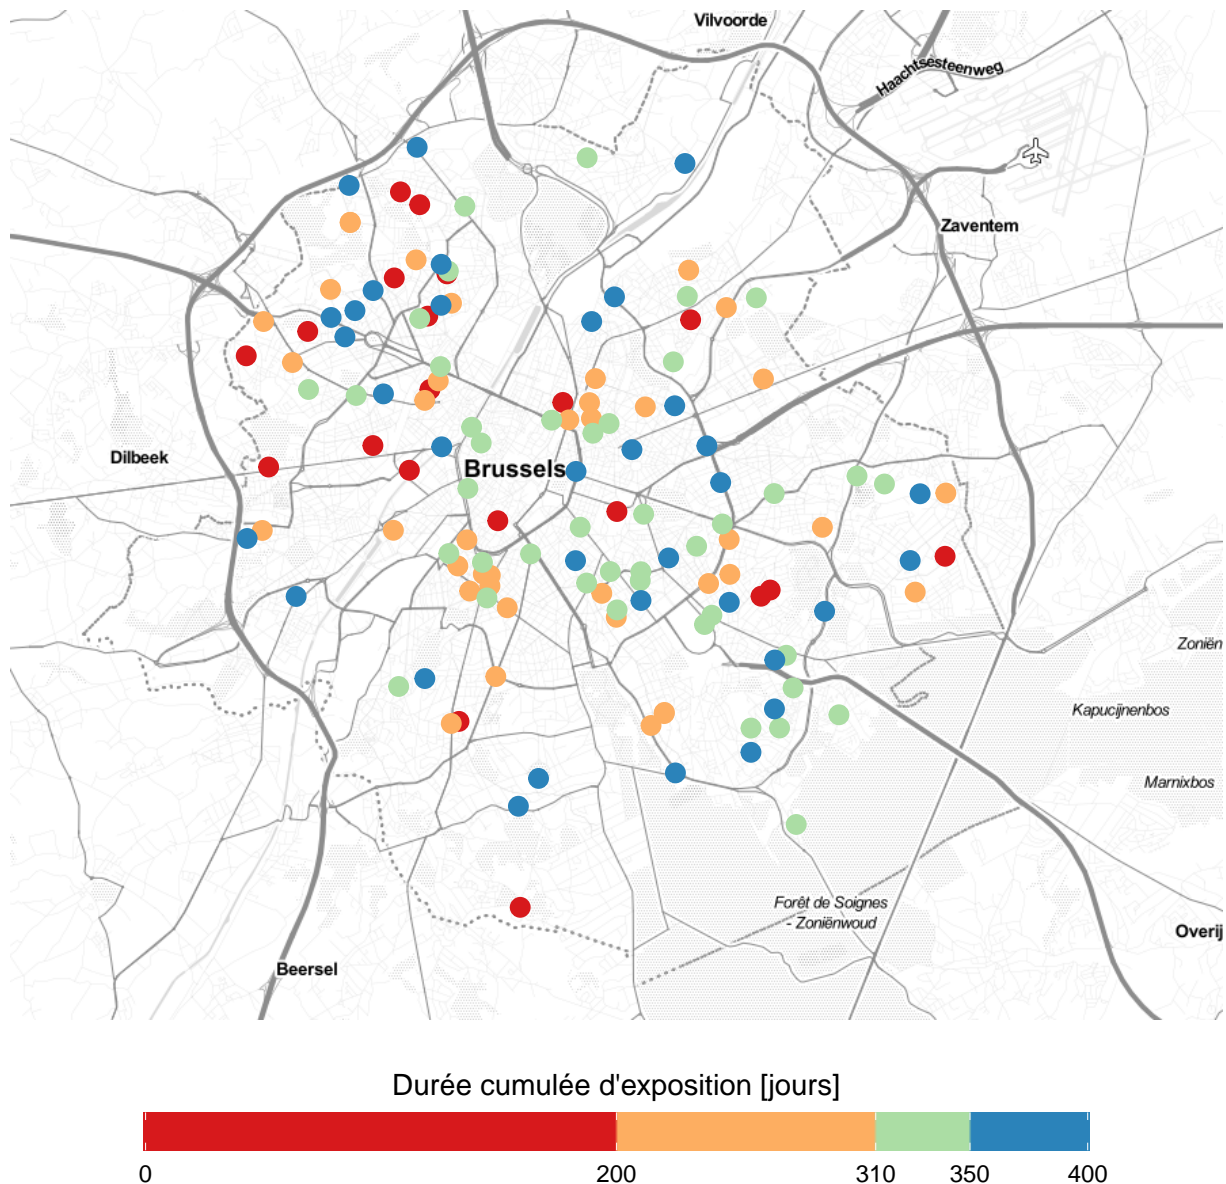 Vilvoorde
Haachtsesteenweg
Zaventem
Dilbeek
Brussels
Zoniën
Kapucijnenbos
Marnixbos
Forêt de Soignes
- Zoniënwoud
Overij
Beersel
Durée cumulée d'exposition [jours]
0 200 310 350 400